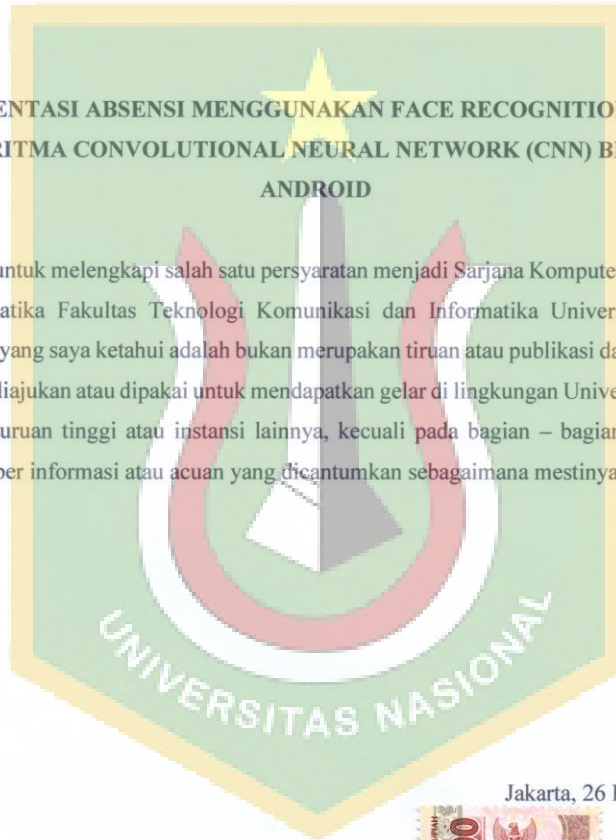 ENTASI ABSENSI MENGGUNAKAN FACE RECOGNITION
RITMA CONVOLUTIONAL NEURAL NETWORK (CNN) B
ANDROID
untuk melengkapi salah satu persyaratan menjadi Sarjana Kompute
atika Fakultas Teknologi Komunikasi dan Informatika Univer
yang saya ketahui adalah bukan merupakan tiruan atau publikasi da
liajukan atau dipakai untuk mendapatkan gelar di lingkungan Unive
uruan tinggi atau instansi lainnya, kecuali pada bagian – bagian
ber informasi atau acuan yang dicantumkan sebagaimana mestinya
UNIVERSITAS NASIONAL
Jakarta, 26